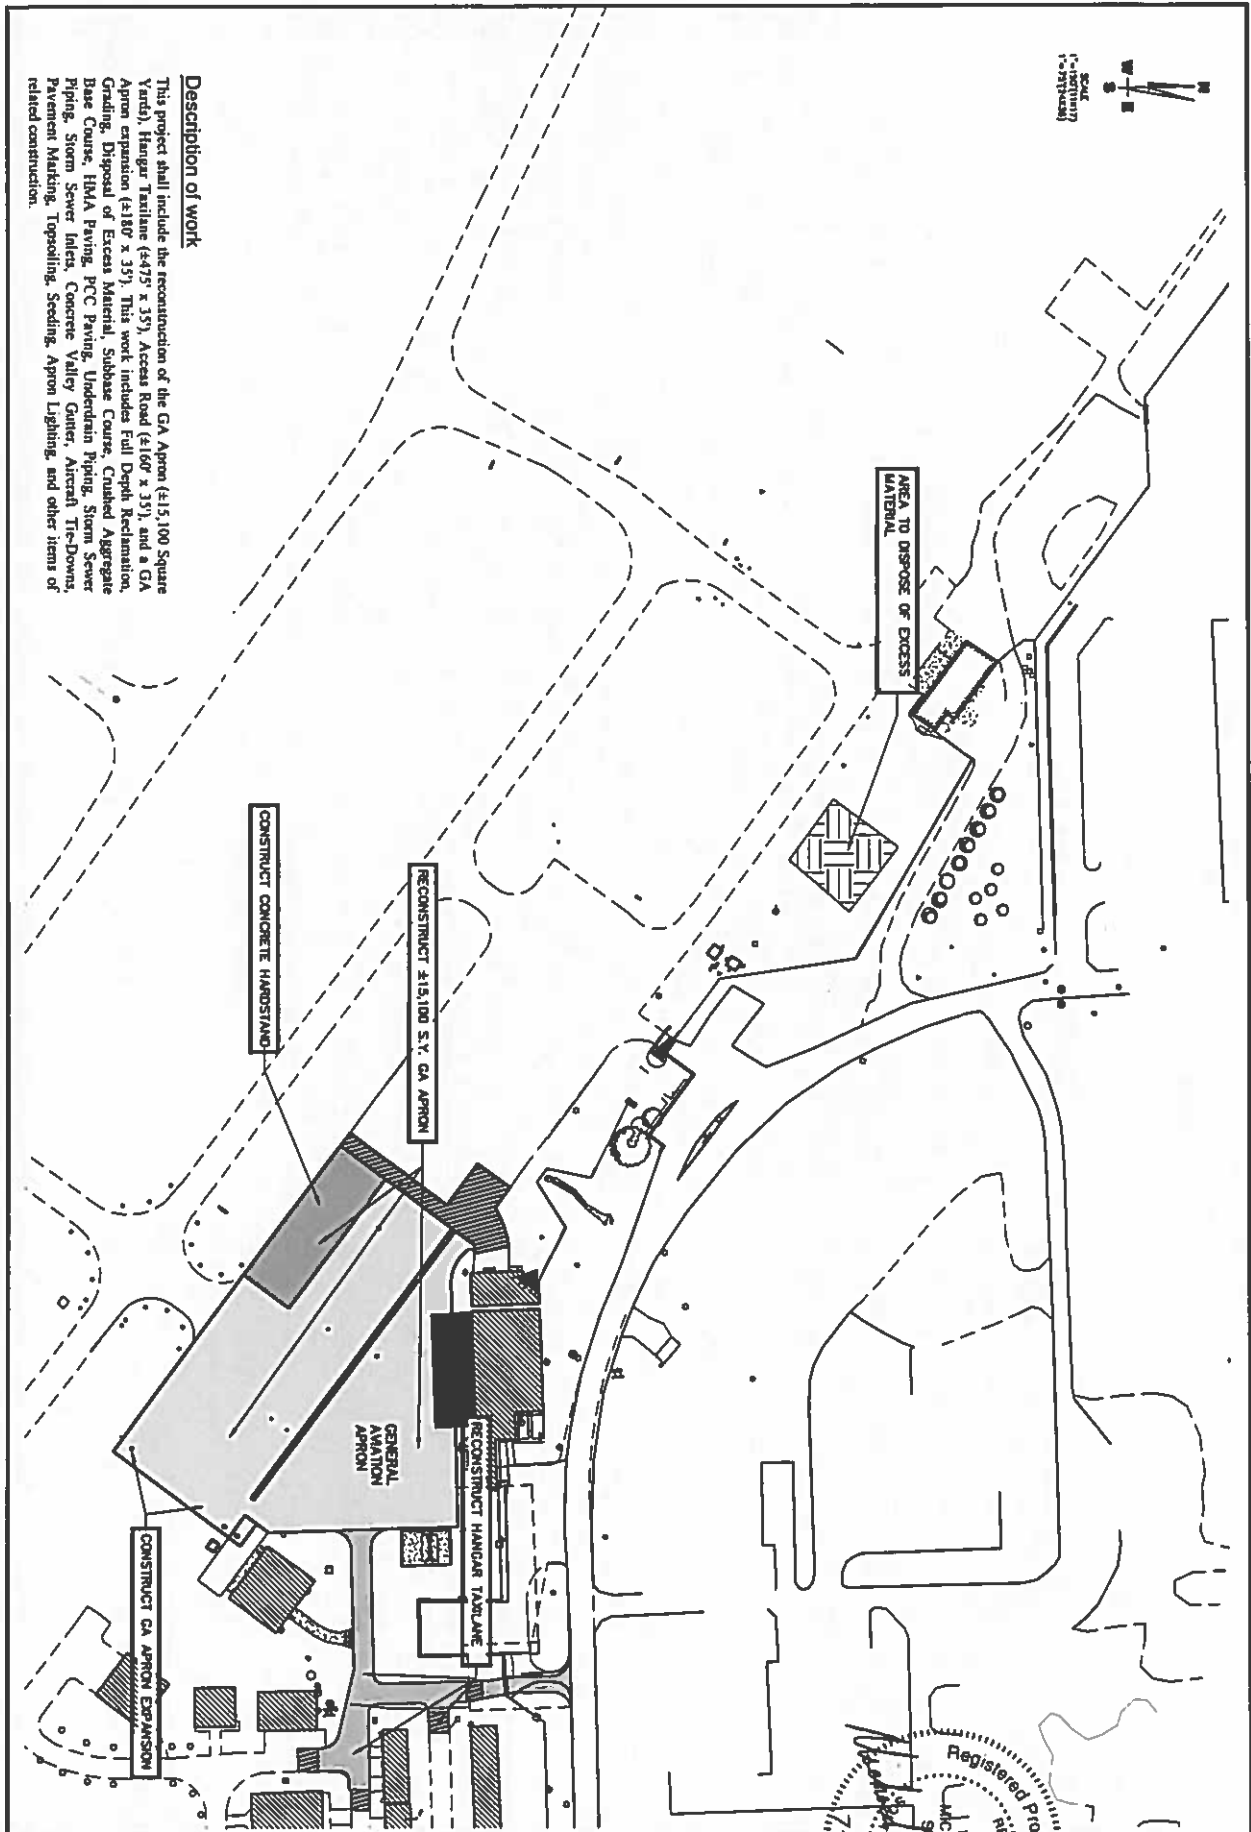 N
W E
S
SCALE
Description of work
This project shall include the reconstruction of the GA Apron (±15,100 Square
Yards), Hangar Taxilane (±475' x 35'), Access Road (±160' x 35'), and a GA
Apron expansion (±180' x 35'). This work includes Full Depth Reclamation,
Grading, Disposal of Excess Material, Subbase Course, Crushed Aggregate
Base Course, HMA Paving, PCC Paving, Underdrain Piping, Storm Sewer
Piping, Storm Sewer Inlets, Concrete Valley Gutter, Aircraft Tie-Downs,
Pavement Marking, Topsoiling, Seeding, Apron Lighting, and other items of
related construction.
AREA TO DISPOSE OF EXCESS
MATERIAL
RECONSTRUCT ±15,100 S.Y. GA APRON
CONSTRUCT CONCRETE HARDSTAND
GENERAL
AVIATION
APRON
RECONSTRUCT HANGAR TAXILANE
CONSTRUCT GA APRON EXPANSION
Registered Pro